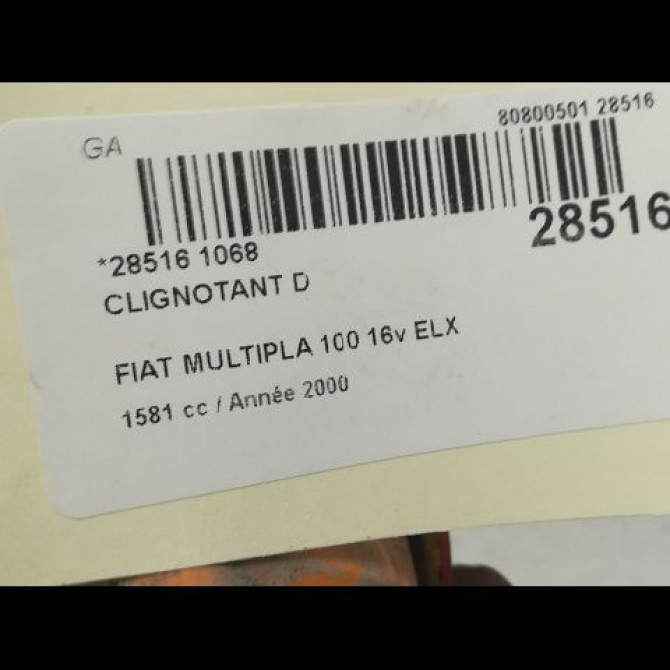 GA
80800501 28516
28516
*28516 1068
CLIGNOTANT D
FIAT MULTIPLA 100 16v ELX
1581 cc / Année 2000